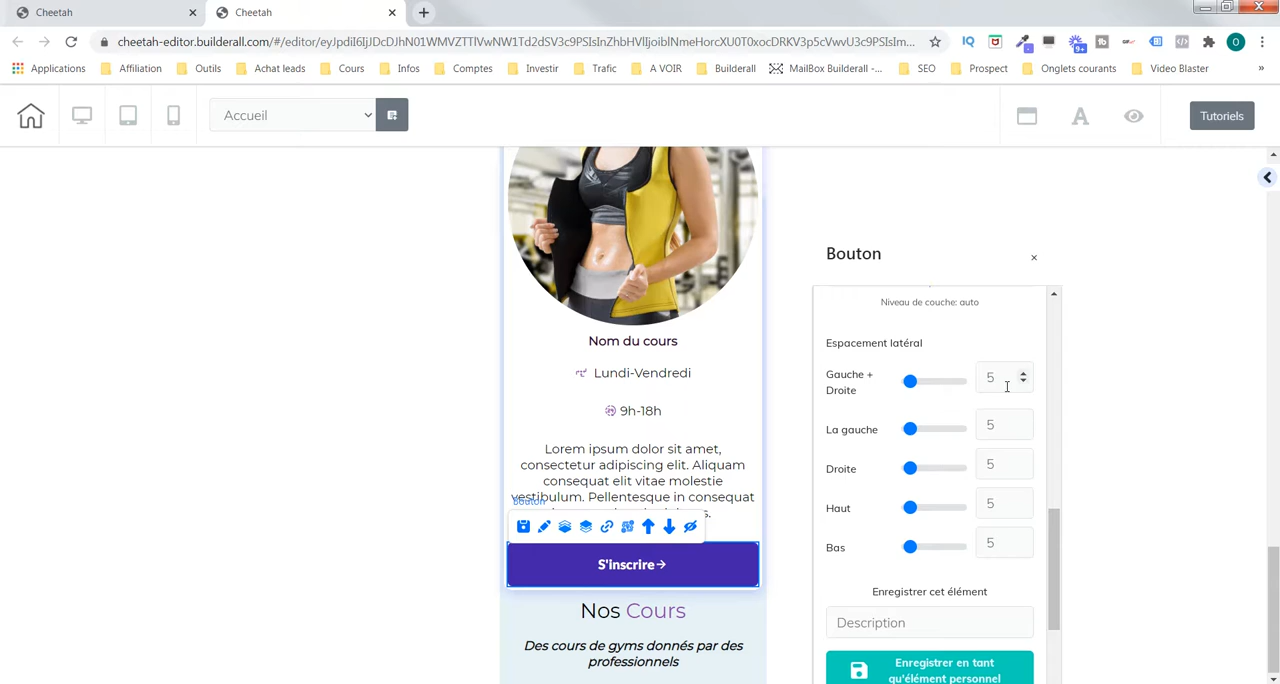 Cheetah
Cheetah
cheetah-editor.builderall.com/#/editor/
Applications
Affiliation
Outils
Achat leads
Cours
Infos
Comptes
Investir
Trafic
A VOIR
Builderall
MailBox Builderall -...
SEO
Prospect
Onglets courants
Video Blaster
»
Accueil
Tutoriels
Bouton
Niveau de couche: auto
Espacement latéral
Gauche +
Droite
5
La gauche
5
Droite
5
Haut
5
Bas
5
Enregistrer cet élément
Description
Enregistrer en tant
qu'élément personnel
Nom du cours
Lundi-Vendredi
9h-18h
Lorem ipsum dolor sit amet,
consectetur adipiscing elit. Aliquam
consequat elit vitae molestie
vestibulum. Pellentesque in consequat
Bouton
S'inscrire→
Nos Cours
Des cours de gyms donnés par des
professionnels